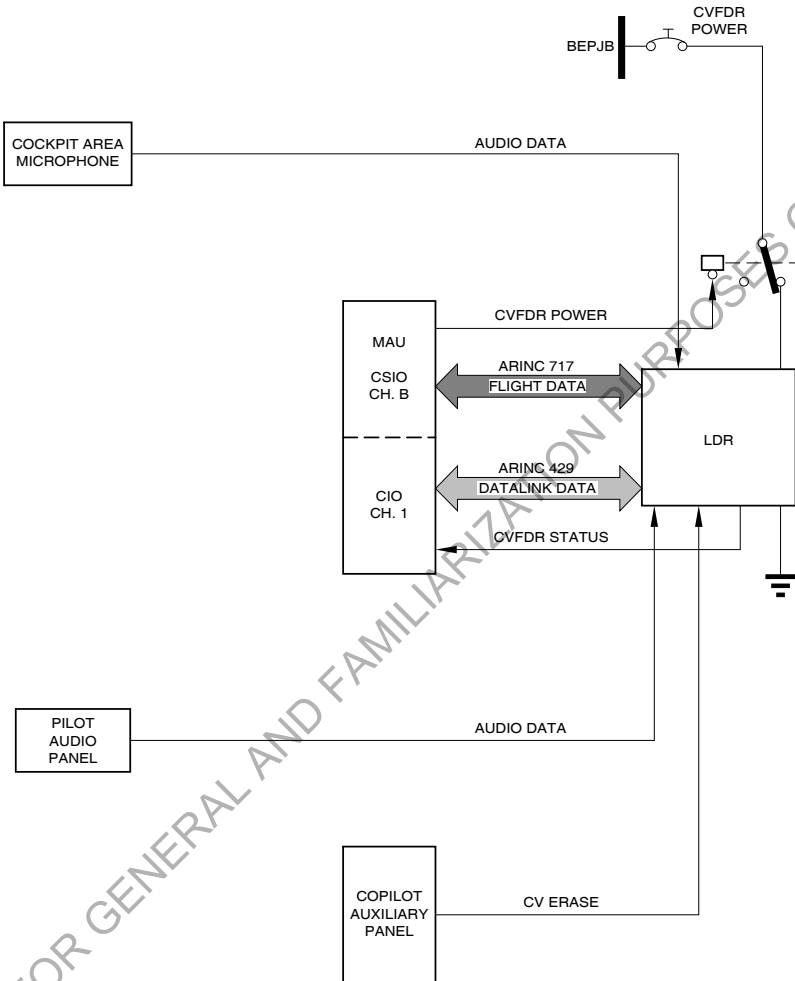 CVFDR
POWER
BEPJB
COCKPIT AREA
MICROPHONE
AUDIO DATA
MAU
CSIO
CH. B
CIO
CH. 1
CVFDR POWER
ARINC 717
FLIGHT DATA
ARINC 429
DATALINK DATA
CVFDR STATUS
LDR
PILOT
AUDIO
PANEL
AUDIO DATA
COPILOT
AUXILIARY
PANEL
CV ERASE
FOR GENERAL AND FAMILIARIZATION PURPOSES